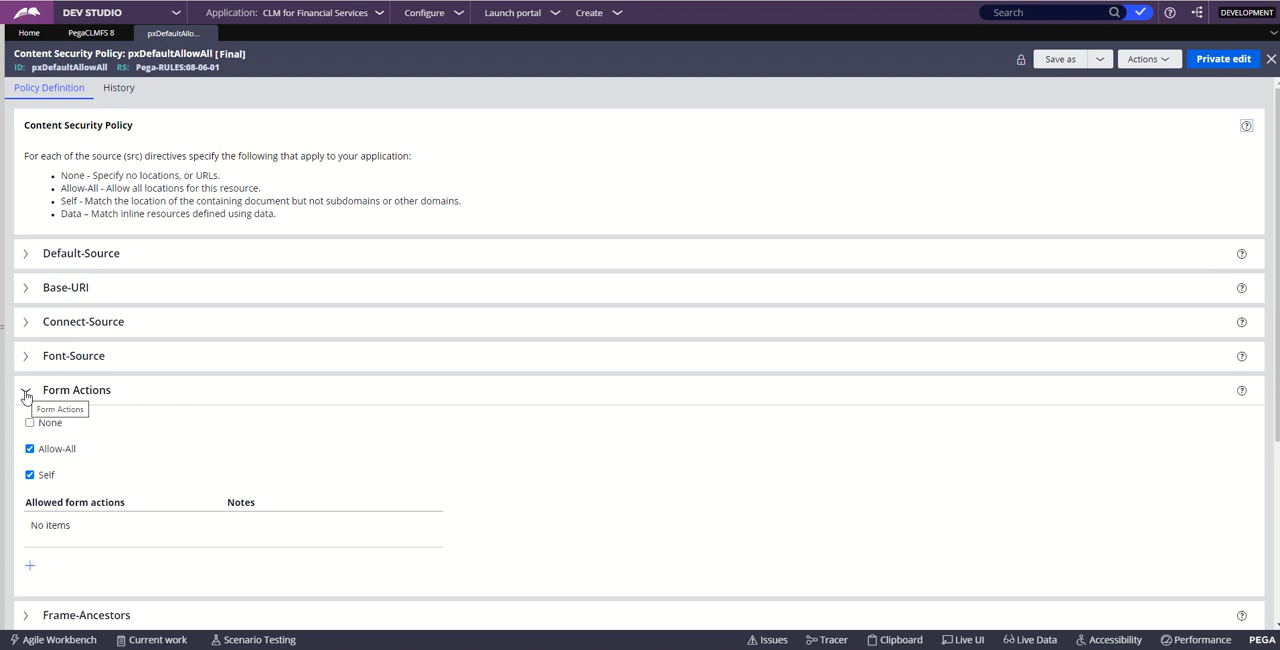 DEV STUDIO Application: CLM for Financial Services Configure Launch portal Create Search DEVELOPMENT
Home PegaCLMFS 8 pxDefaultAllo...
Content Security Policy: pxDefaultAllowAll [Final]
ID: pxDefaultAllowAll RS: Pega-RULES:08-06-01
Save as Actions Private edit
Policy Definition History
Content Security Policy
For each of the source (src) directives specify the following that apply to your application:
• None - Specify no locations, or URLs.
• Allow-All - Allow all locations for this resource.
• Self - Match the location of the containing document but not subdomains or other domains.
• Data – Match inline resources defined using data.
Default-Source
Base-URI
Connect-Source
Font-Source
Form Actions
Form Actions
None
Allow-All
Self
Allowed form actions Notes
No items
Frame-Ancestors
Agile Workbench Current work Scenario Testing Issues Tracer Clipboard Live UI Live Data Accessibility Performance PEGA